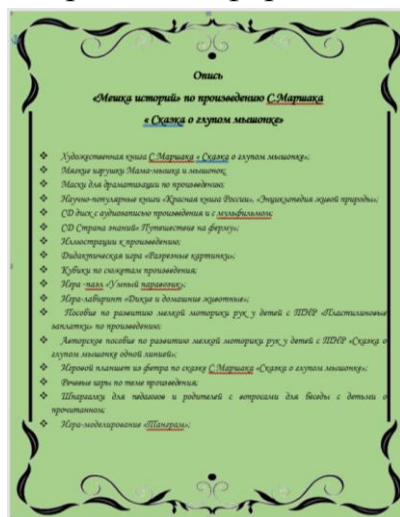 Опись
«Мешка историй» по произведению С.Маршака
« Сказка о глупом мышонке»
❖ Художественная книга С.Маршака « Сказка о глупом мышонке»;
❖ Мягкие игрушки Мама-мышка и мышонок;
❖ Маски для драматизации по произведению;
❖ Научно-популярные книги «Красная книга России», «Энциклопедия живой природы»;
❖ CD диск с аудиозаписью произведения и с мульфильмом;
❖ CD Страна знаний» Путешествие на ферму»;
❖ Иллюстрации к произведению;
❖ Дидактическая игра «Разрезные картинки»;
❖ Кубики по сюжетам произведения;
❖ Игра -пазл «Умный паравозик»;
❖ Игра-лабиринт «Дикие и домашние животные»;
❖ Пособие по развитию мелкой моторики рук у детей с ТНР «Пластилиновые
заплатки» по произведению;
❖ Авторское пособие по развитию мелкой моторики рук у детей с ТНР «Сказка о
глупом мышонке одной линией»;
❖ Игровой планшет из фетра по сказке С.Маршака «Сказка о глупом мышонке»;
❖ Речевые игры по теме произведения;
❖ Шпаргалки для педагогов и родителей с вопросами для беседы с детьми о
прочитанном;
❖ Игра-моделирование «Танграм»;